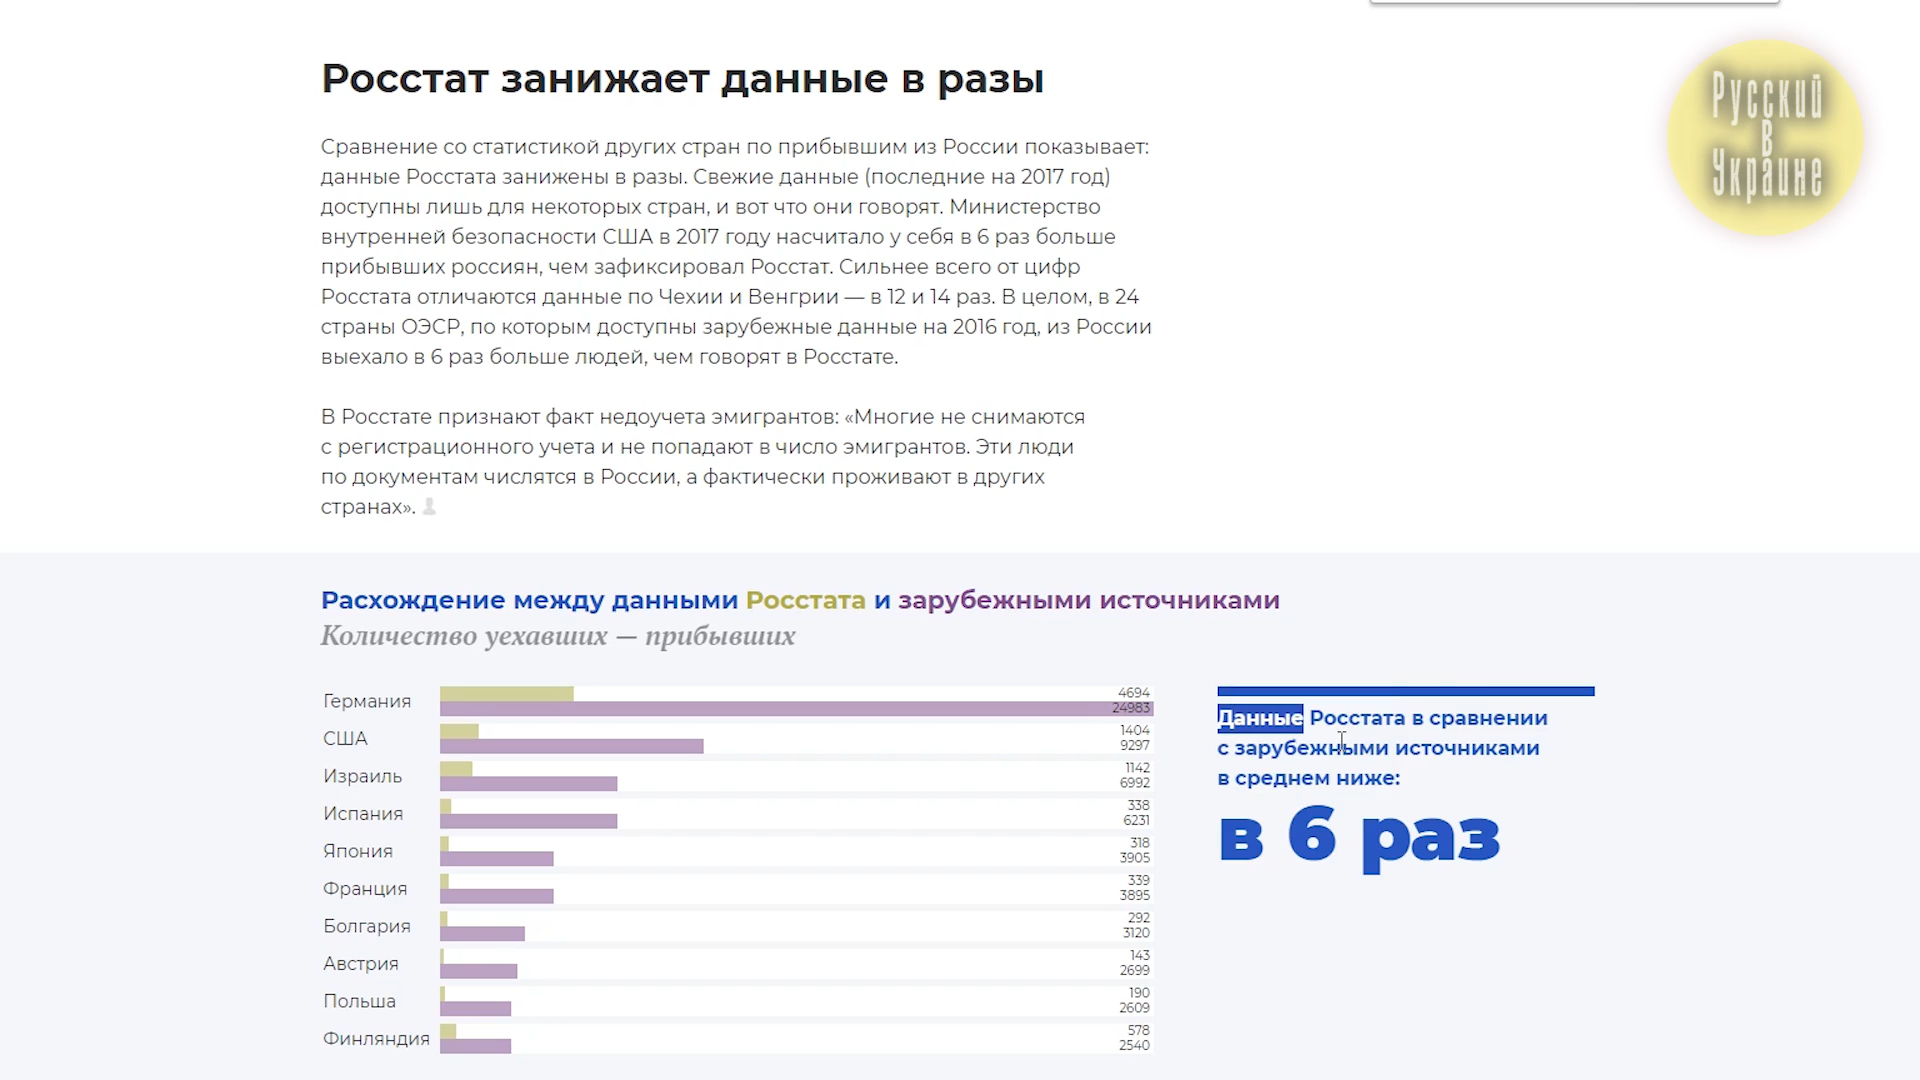 Русский
в
Украине
Росстат занижает данные в разы
Сравнение со статистикой других стран по прибывшим из России показывает:
данные Росстата занижены в разы. Свежие данные (последние на 2017 год)
доступны лишь для некоторых стран, и вот что они говорят. Министерство
внутренней безопасности США в 2017 году насчитало у себя в 6 раз больше
прибывших россиян, чем зафиксировал Росстат. Сильнее всего от цифр
Росстата отличаются данные по Чехии и Венгрии — в 12 и 14 раз. В целом, в 24
страны ОЭСР, по которым доступны зарубежные данные на 2016 год, из России
выехало в 6 раз больше людей, чем говорят в Росстате.
В Росстате признают факт недоучета эмигрантов: «Многие не снимаются
с регистрационного учета и не попадают в число эмигрантов. Эти люди
по документам числятся в России, а фактически проживают в других
странах».
Расхождение между данными Росстата и зарубежными источниками
Количество уехавших — прибывших
Германия 4694
24983
США 1404
9297
Израиль 1142
6992
Испания 338
6231
Япония 318
3905
Франция 339
3895
Болгария 292
3120
Австрия 143
2699
Польша 190
2609
Финляндия 578
2540
Данные Росстата в сравнении
с зарубежными источниками
в среднем ниже:
в 6 раз